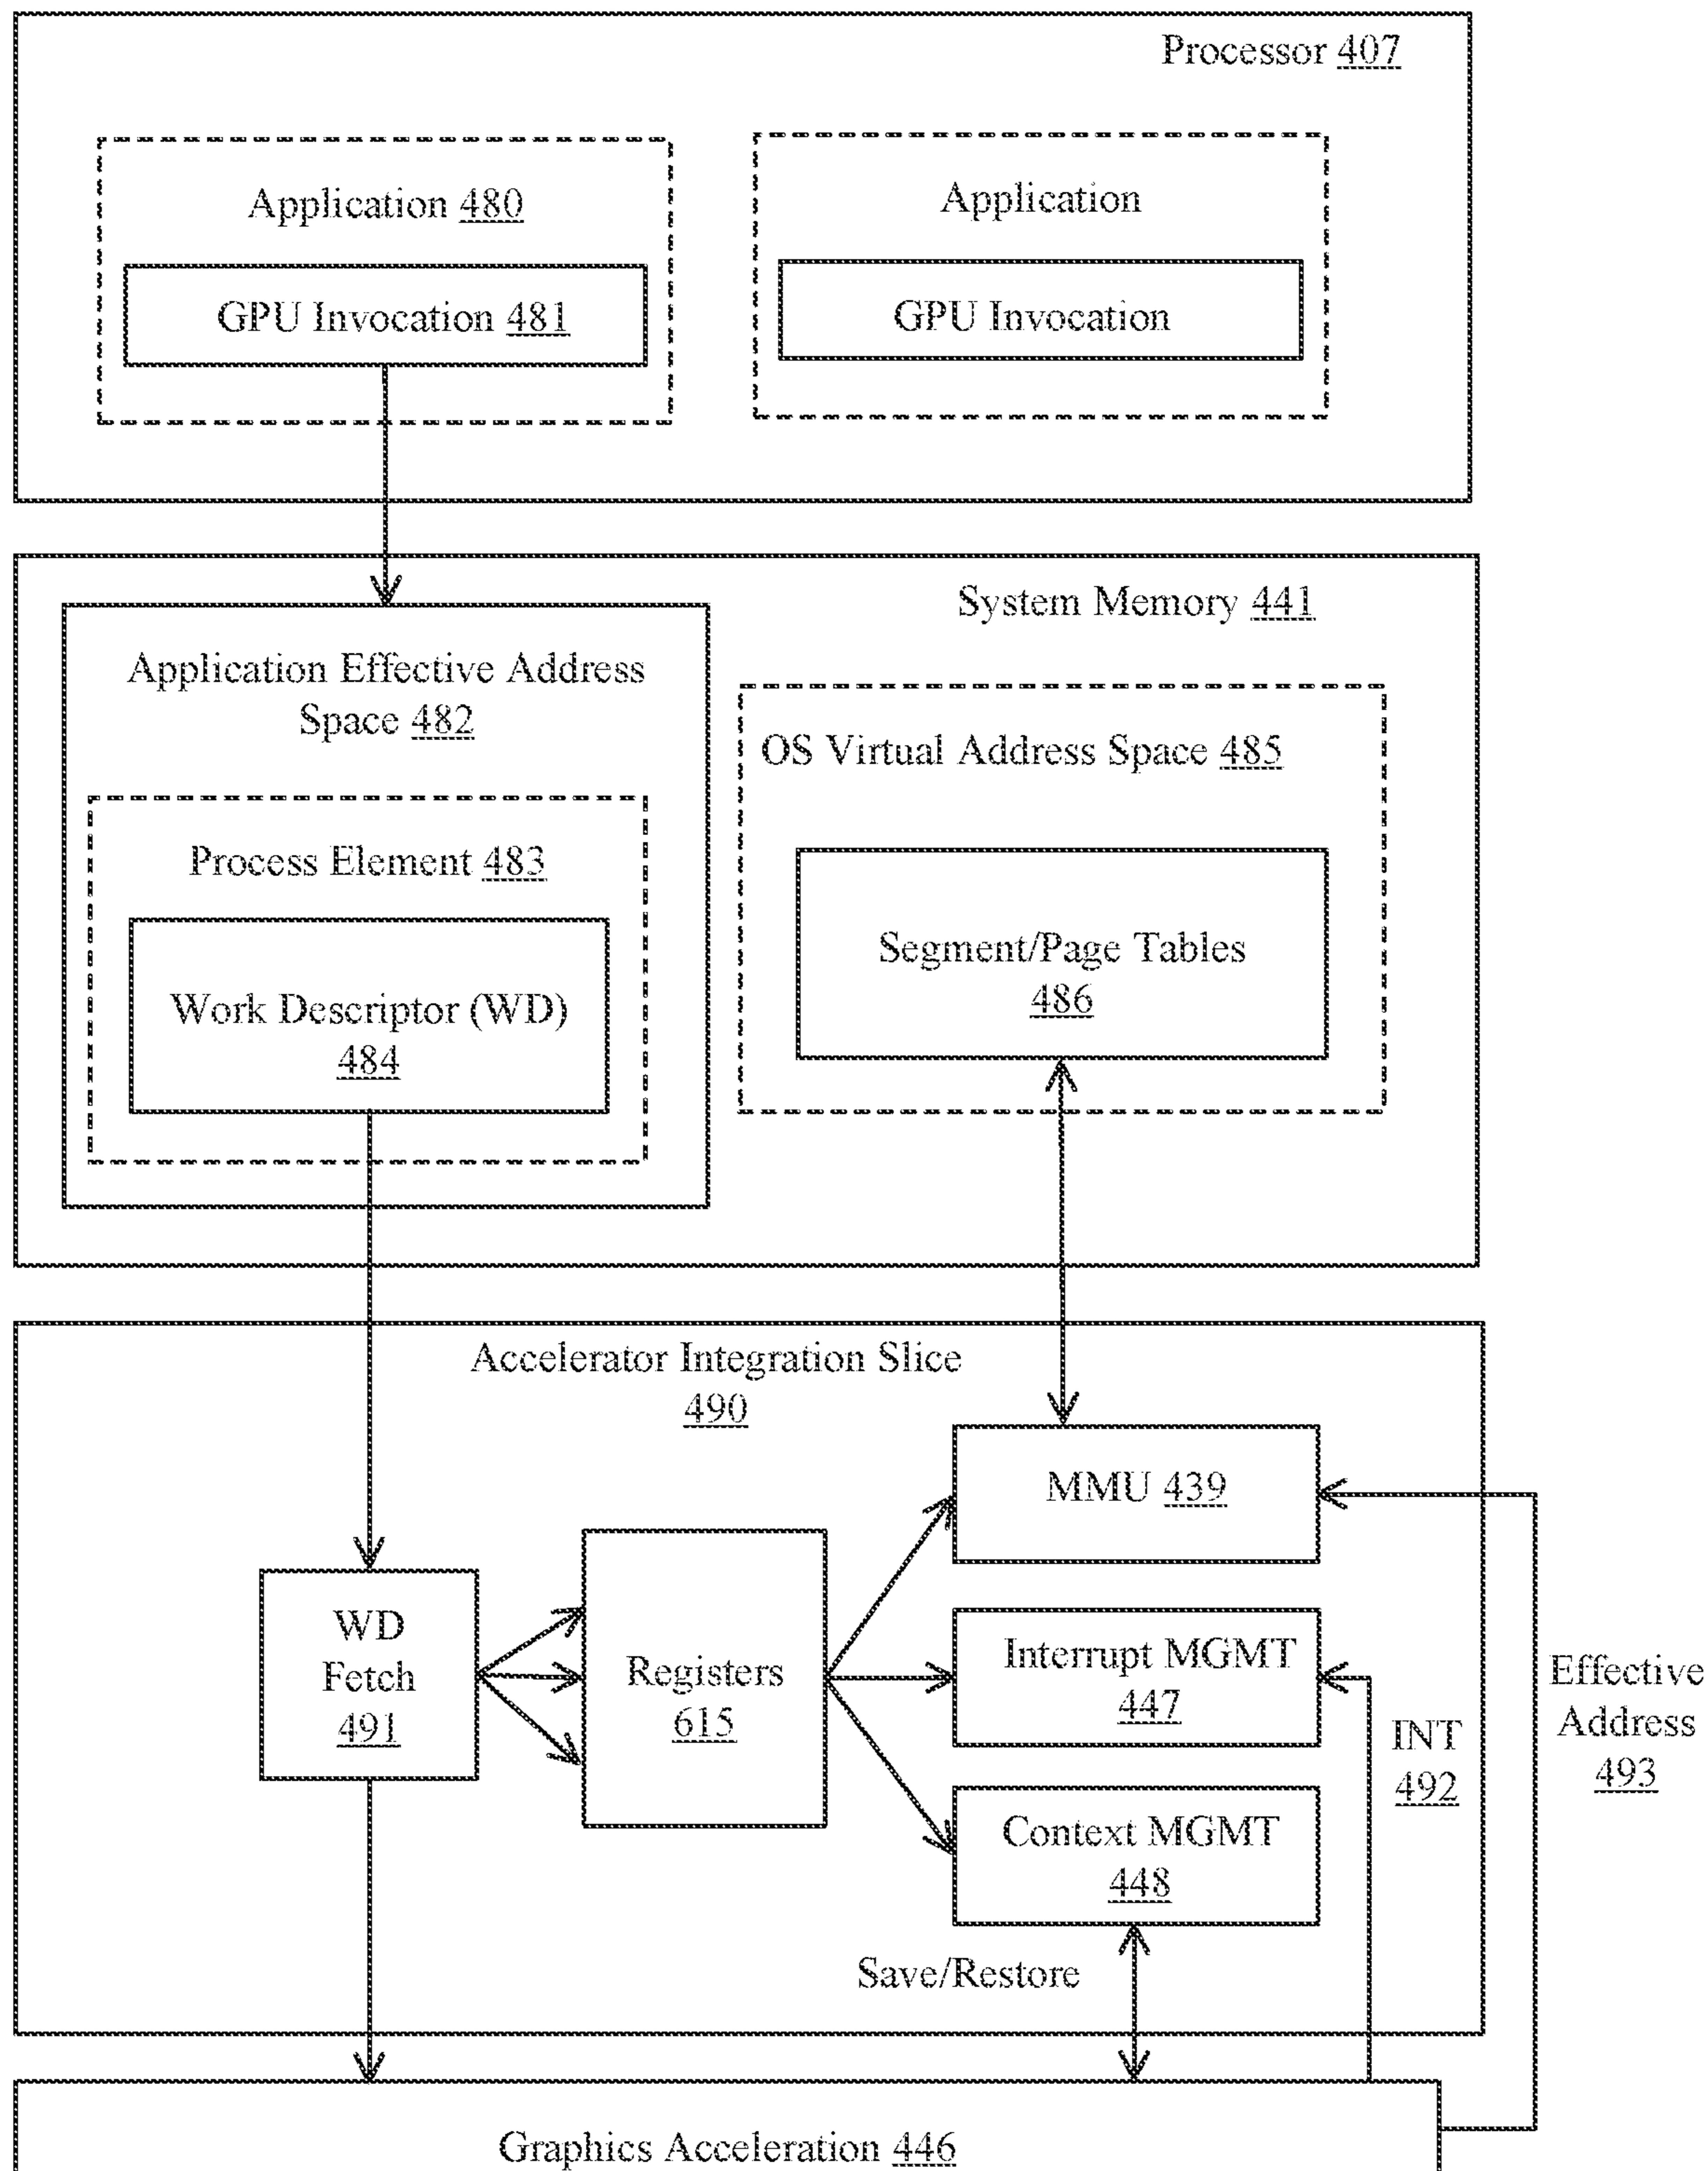 Processor 407
Application 480
Application
GPU Invocation 481
GPU Invocation
System Memory 441
Application Effective Address
Space 482
OS Virtual Address Space 485
Process Element 483
Segment/Page Tables
486
Work Descriptor (WD)
484
Accelerator Integration Slice
490
MMU 439
WD
Fetch
491
Registers
615
Interrupt MGMT
447
Effective
Address
493
INT
492
Context MGMT
448
Save/Restore
Graphics Acceleration 446